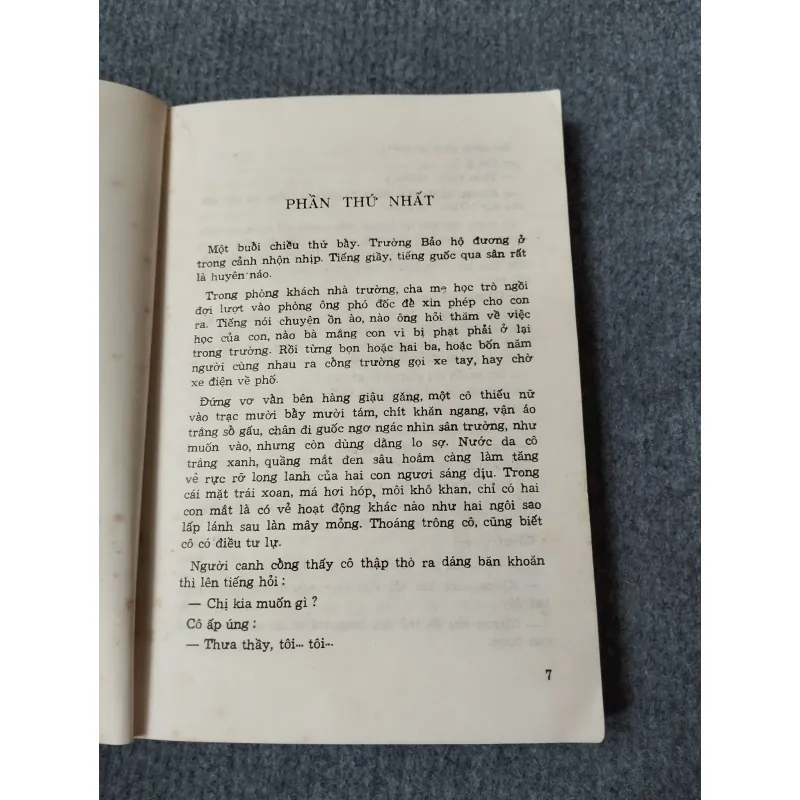 PHẦN THỨ NHẤT
Một buổi chiều thứ bẩy. Trường Bảo hộ đương ở
trong cảnh nhộn nhịp. Tiếng giầy, tiếng guốc qua sân rất
là huyên náo.
Trong phòng khách nhà trường, cha mẹ học trò ngồi
đợi lượt vào phòng ông phó đốc để xin phép cho con
ra. Tiếng nói chuyện ồn ào, nào ông hỏi thăm về việc
học của con, nào bà mắng con vì bị phạt phải ở lại
trong trường. Rồi từng bọn hoặc hai ba, hoặc bốn năm
người cùng nhau ra cổng trường gọi xe tay, hay chờ
xe điện về phố.
Đứng vơ vẩn bên hàng giậu găng, một cô thiếu nữ
vào trạc mười bẩy mười tám, chít khăn ngang, vận áo
trắng sổ gấu, chân đi guốc ngơ ngác nhìn sân trường, như
muốn vào, nhưng còn dùng dằng lo sợ. Nước da cô
trắng xanh, quầng mắt đen sâu hoắm càng làm tăng
vẻ rực rỡ long lanh của hai con ngươi sáng dịu. Trong
cái mặt trái xoan, má hơi hóp, môi khô khan, chỉ có hai
con mắt là có vẻ hoạt động khác nào như hai ngôi sao
lấp lánh sau làn mây mỏng. Thoáng trông cô, cũng biết
cô có điều tư lự.
Người canh cổng thấy cô thập thò ra dáng băn khoăn
thì lên tiếng hỏi :
— Chị kia muốn gì ?
Cô ấp úng :
— Thưa thầy, tôi... tôi...
7